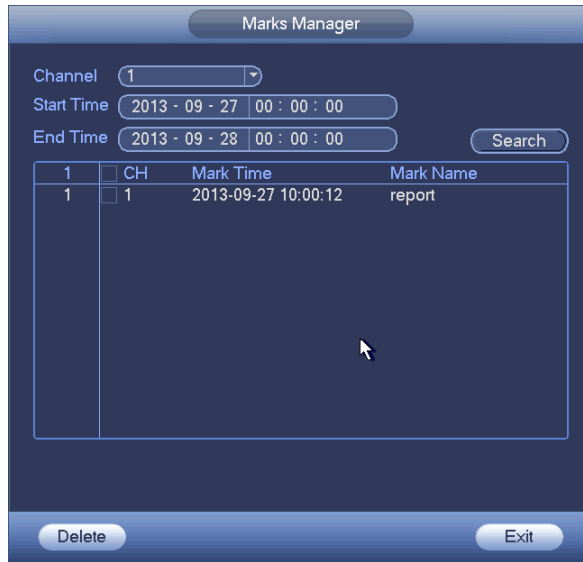 Marks Manager
Channel 1
Start Time 2013 - 09 - 27 00 : 00 : 00
End Time 2013 - 09 - 28 00 : 00 : 00 Search
1 CH Mark Time Mark Name
1 1 2013-09-27 10:00:12 report
Delete Exit